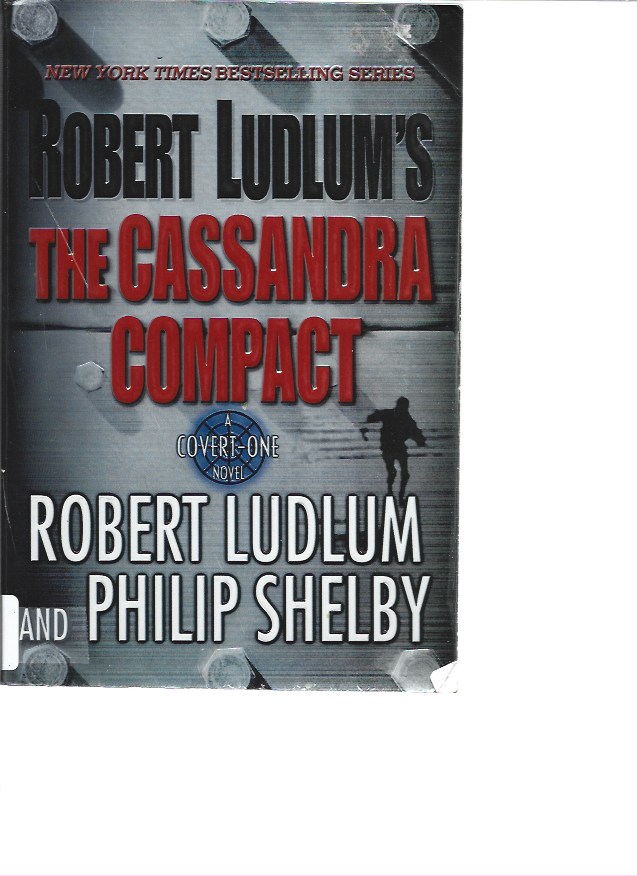 NEW YORK TIMES BESTSELLING SERIES
ROBERT LUDLUM'S
THE CASSANDRA
COMPACT
A
COVERT-ONE
NOVEL
ROBERT LUDLUM
AND PHILIP SHELBY